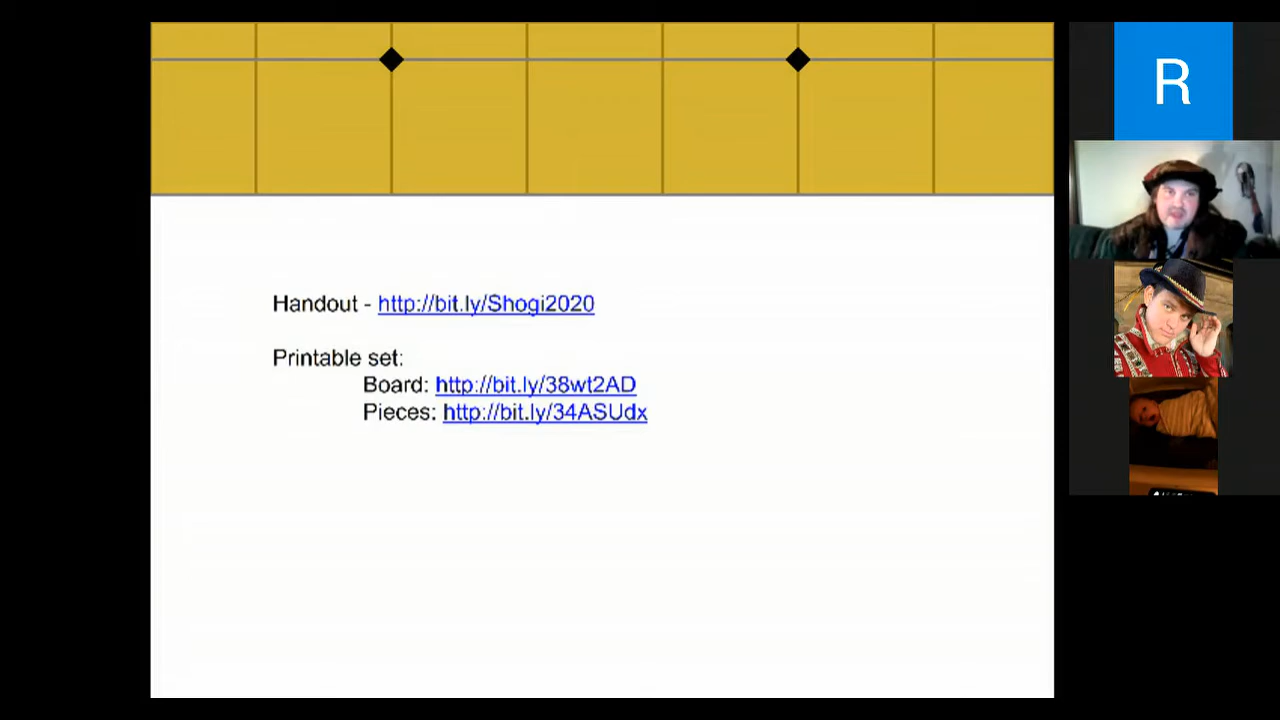 R
Handout - http://bit.ly/Shogi2020
Printable set:
Board: http://bit.ly/38wt2AD
Pieces: http://bit.ly/34ASUdx